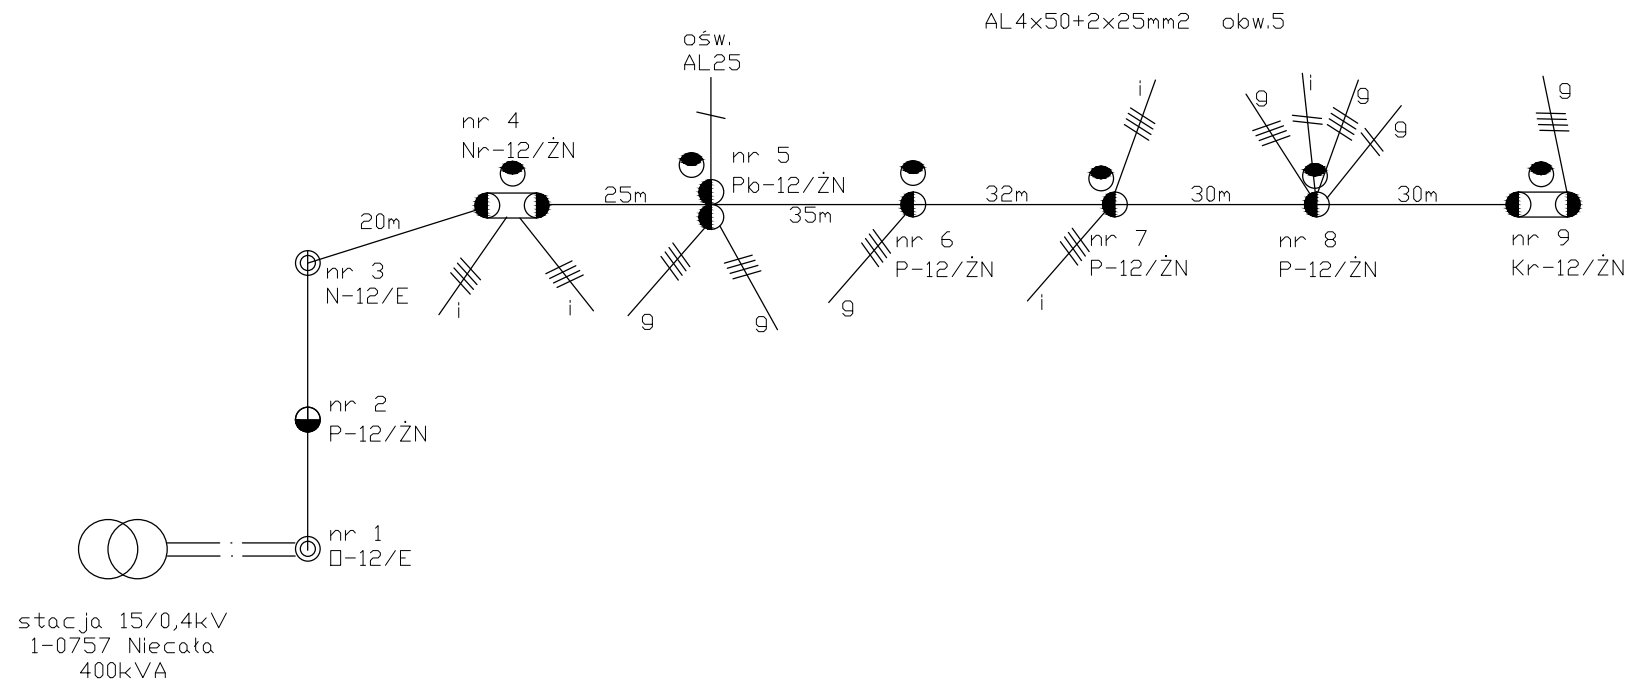 AL4x50+2x25mm2 obw.5
ośw.
AL25
nr 4
Nr-12/ŻN
nr 5
Pb-12/ŻN
i
g
i
g
g
g
20m
25m
35m
32m
30m
30m
nr 3
N-12/E
i
i
g
g
nr 6
P-12/ŻN
g
nr 7
P-12/ŻN
i
nr 8
P-12/ŻN
nr 9
Kr-12/ŻN
nr 2
P-12/ŻN
nr 1
O-12/E
stacja 15/0,4kV
1-0757 Niecała
400kVA